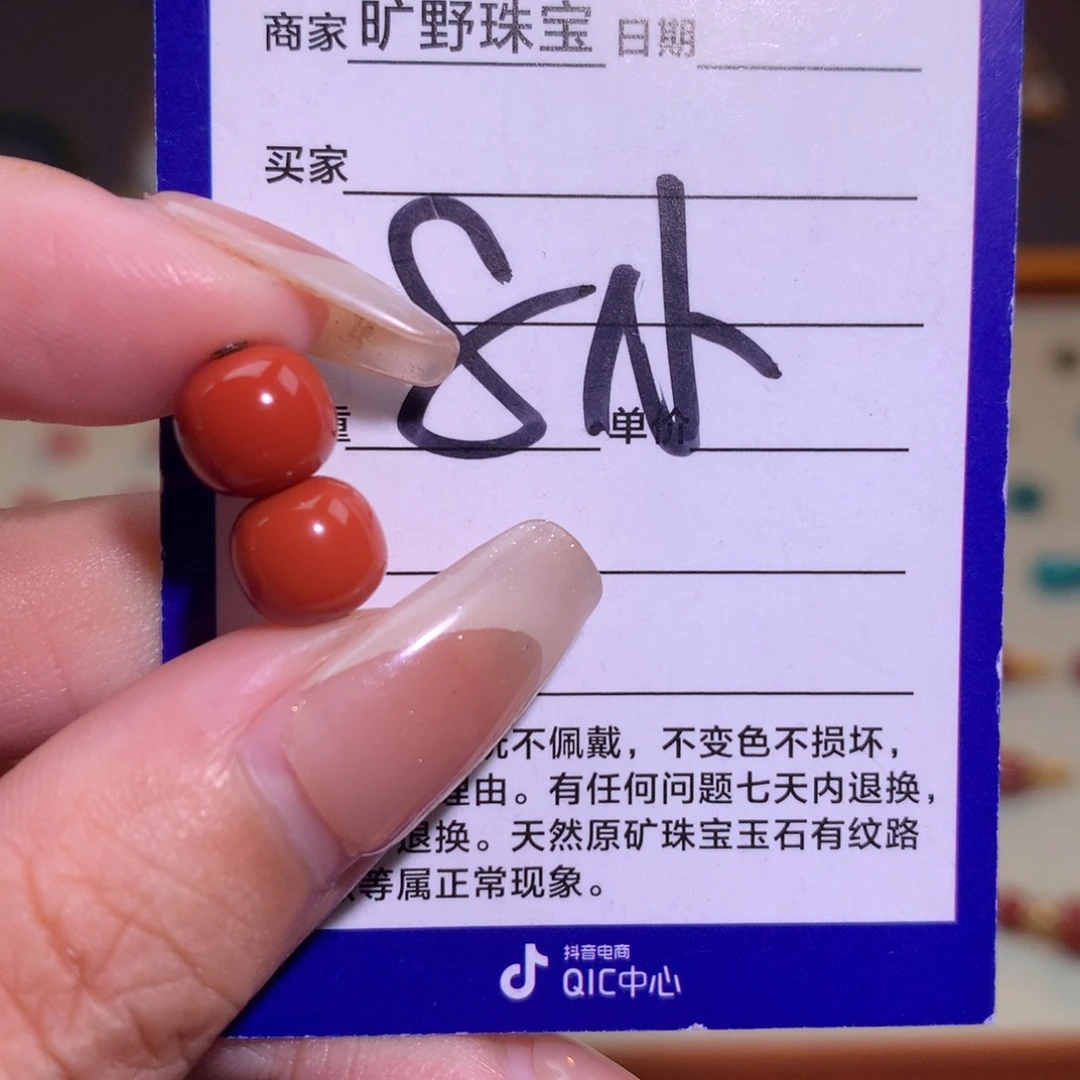 商家 旷野珠宝 日期
买家
重 单价
不佩戴，不变色不损坏，
理由。有任何问题七天内退换，
退换。天然原矿珠宝玉石有纹路
等属正常现象。
抖音电商
QIC中心